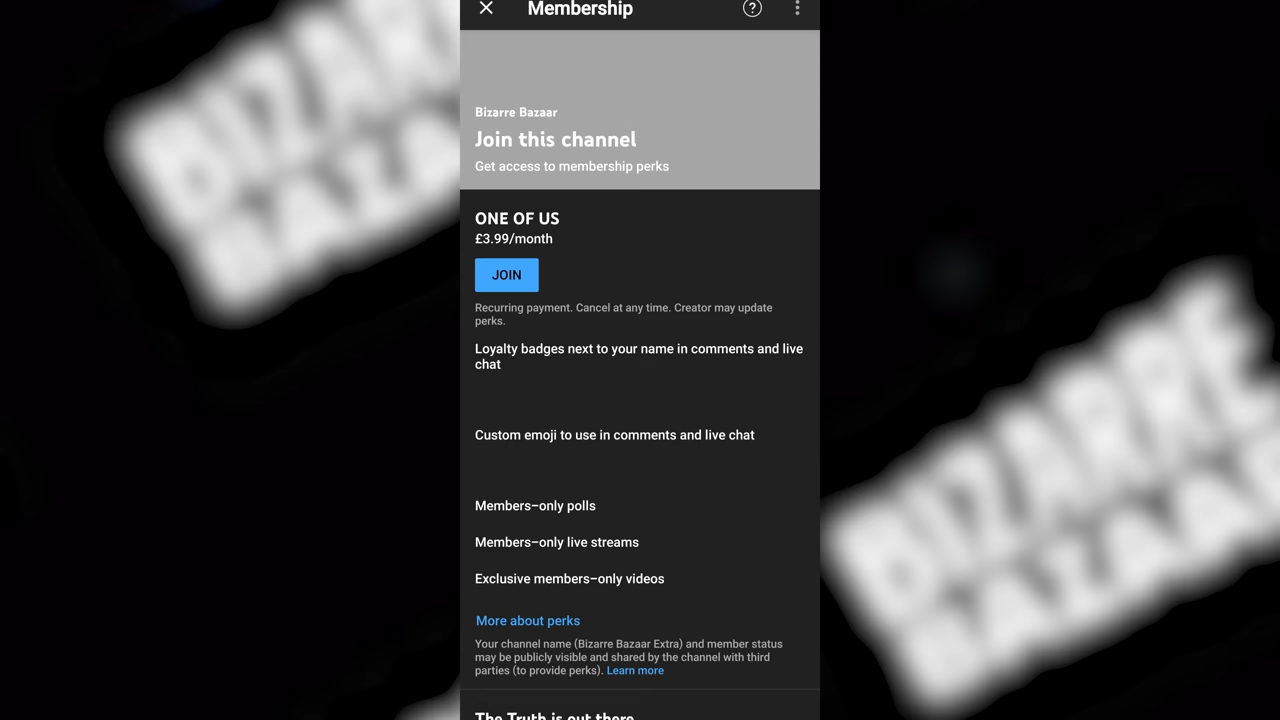 Membership
Bizarre Bazaar
Join this channel
Get access to membership perks
ONE OF US
£3.99/month
JOIN
Recurring payment. Cancel at any time. Creator may update
perks.
Loyalty badges next to your name in comments and live
chat
Custom emoji to use in comments and live chat
Members–only polls
Members–only live streams
Exclusive members–only videos
More about perks
Your channel name (Bizarre Bazaar Extra) and member status
may be publicly visible and shared by the channel with third
parties (to provide perks). Learn more
The Truth is out there